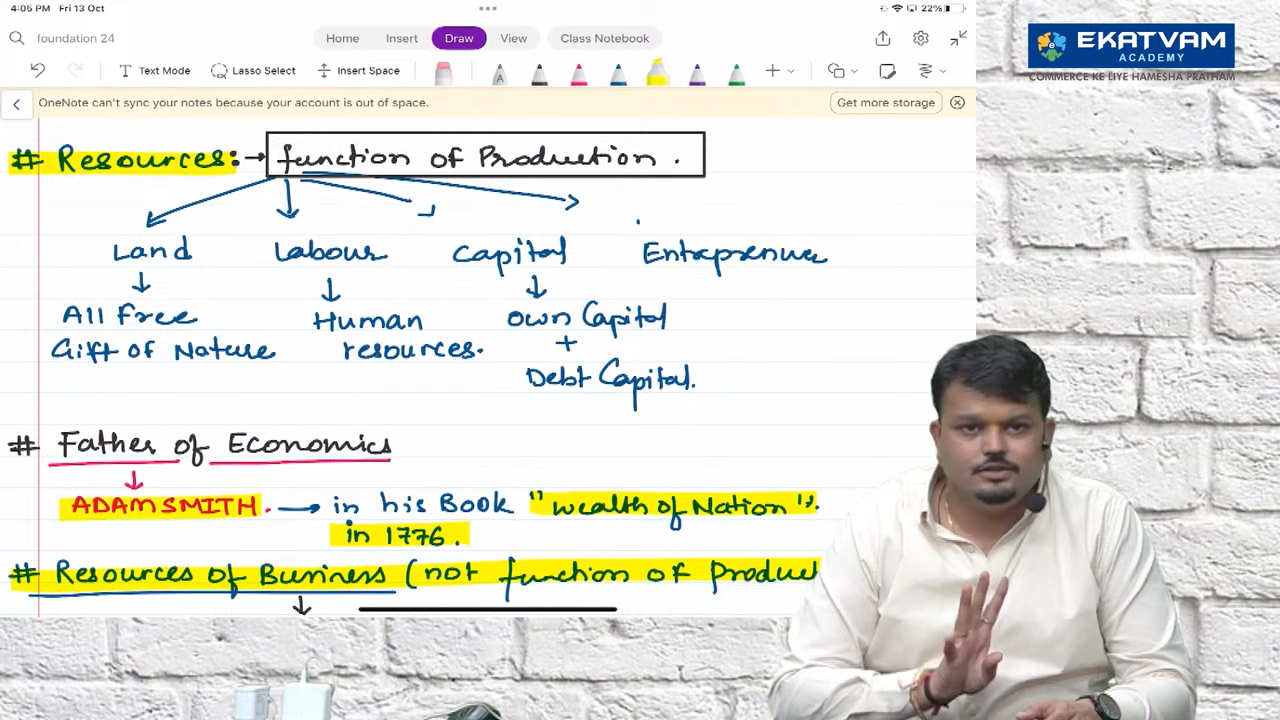 4:05 PM Fri 13 Oct
22%
foundation 24
Home Insert Draw View Class Notebook
Text Mode Lasso Select Insert Space
OneNote can't sync your notes because your account is out of space.
Get more storage
EKATVAM
ACADEMY
COMMERCE KE LIYE HAMESHA PRATHAM
# Resources:→ function of Production.
Land Labour Capital Entreprenuer
All Free Human own Capital
Gift of Nature resources. +
Debt Capital.
# Father of Economics
ADAM SMITH. → in his Book "wealth of Nation".
in 1776.
# Resources of Business (not function of Product